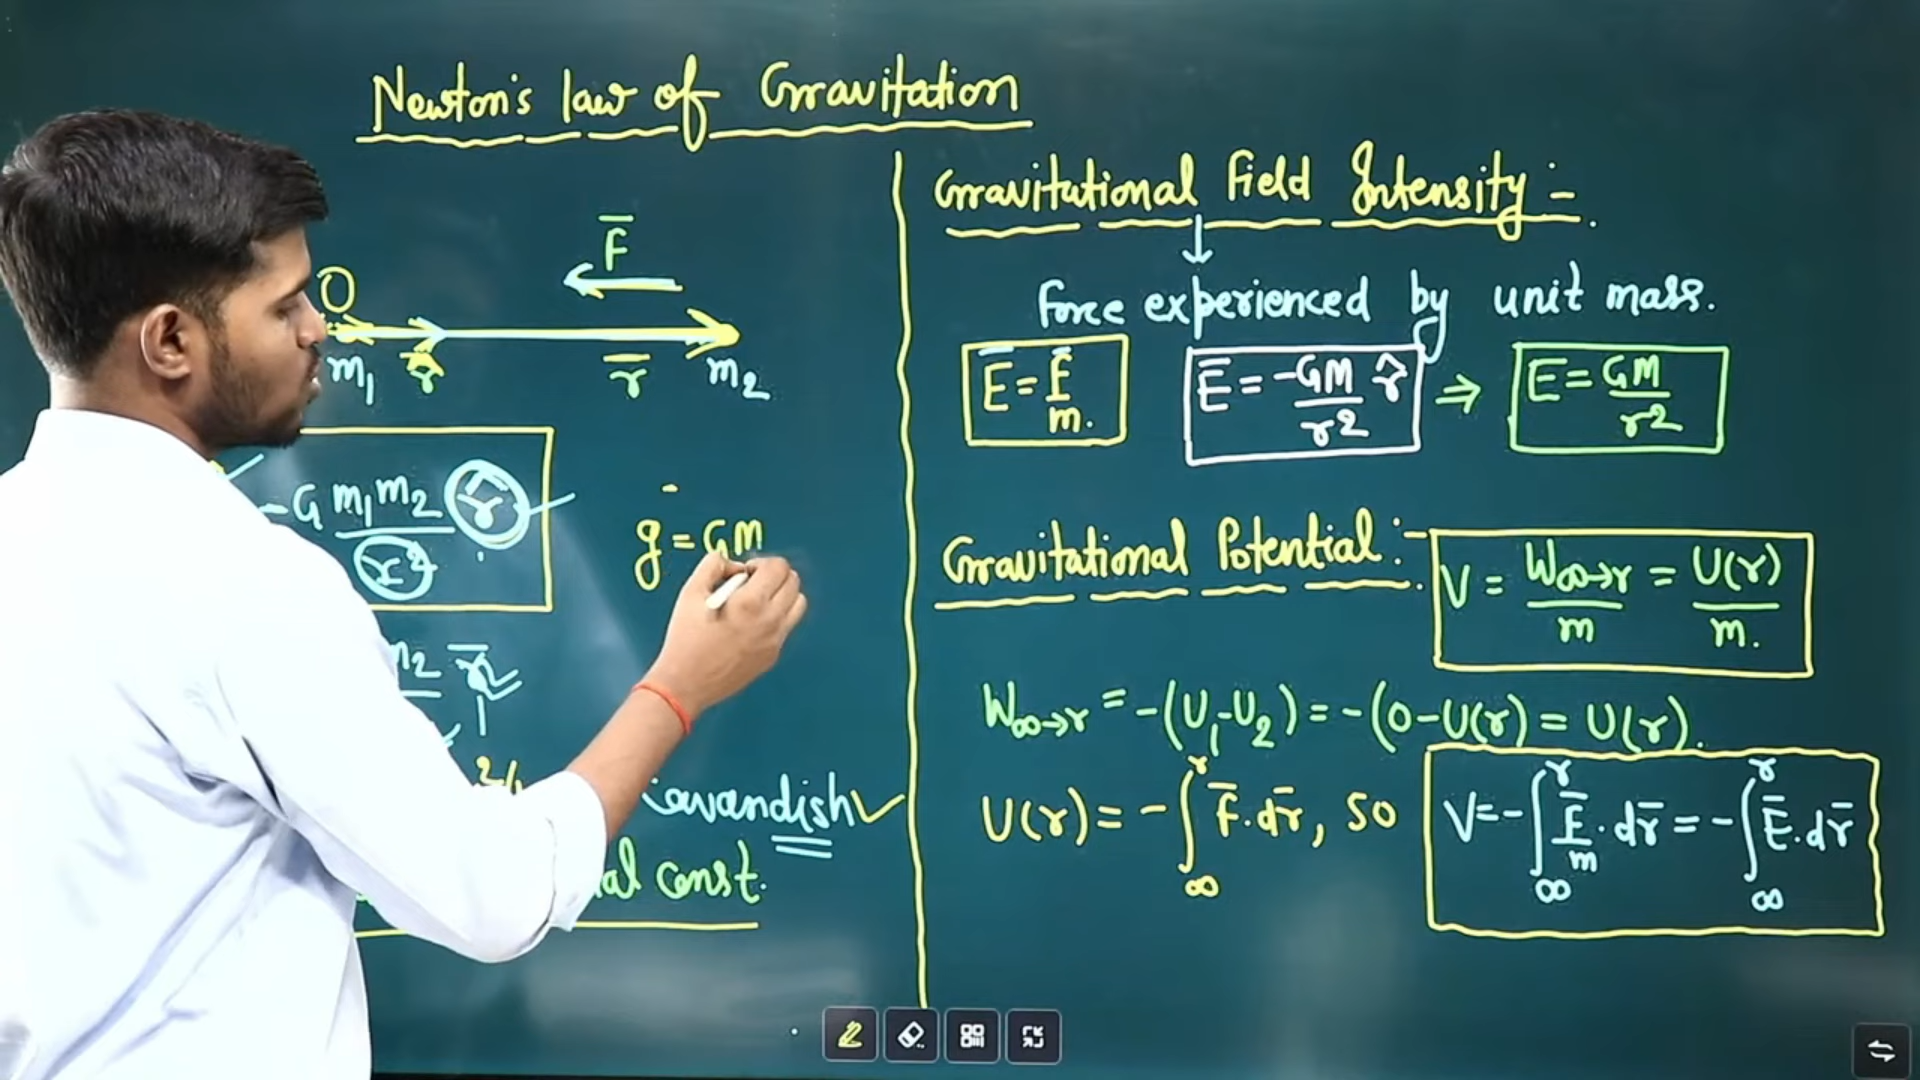 Newton's law of Gravitation
F̅
O
m₁ r̂ r̅ m₂
-G m₁m₂ r̂
r²
g = GM
m₂ r̅
Cavandish ✓
al const.
Gravitational Field Intensity :-
↓
Force experienced by unit mass.
E̅ = F̅/m. E̅ = -GM/r² r̂ ⇒ E = GM/r²
Gravitational Potential :- V = W∞→r/m = U(r)/m.
W∞→r = -(U₁-U₂) = -(0-U(r) = U(r).
U(r) = -∫∞^r F̅.dr̅, so V = -∫∞^r F̅/m . dr̅ = -∫∞^r E̅.dr̅